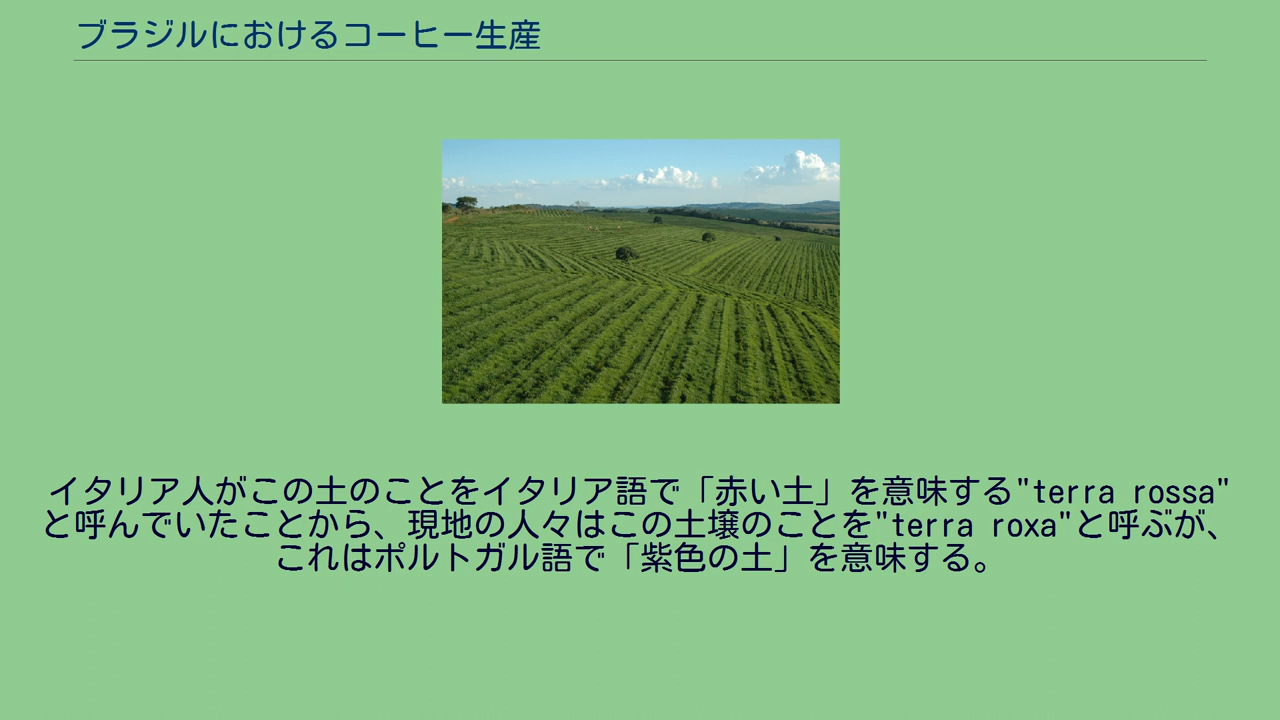 ブラジルにおけるコーヒー生産
イタリア人がこの土のことをイタリア語で「赤い土」を意味する"terra rossa"
と呼んでいたことから、現地の人々はこの土壌のことを"terra roxa"と呼ぶが、
これはポルトガル語で「紫色の土」を意味する。